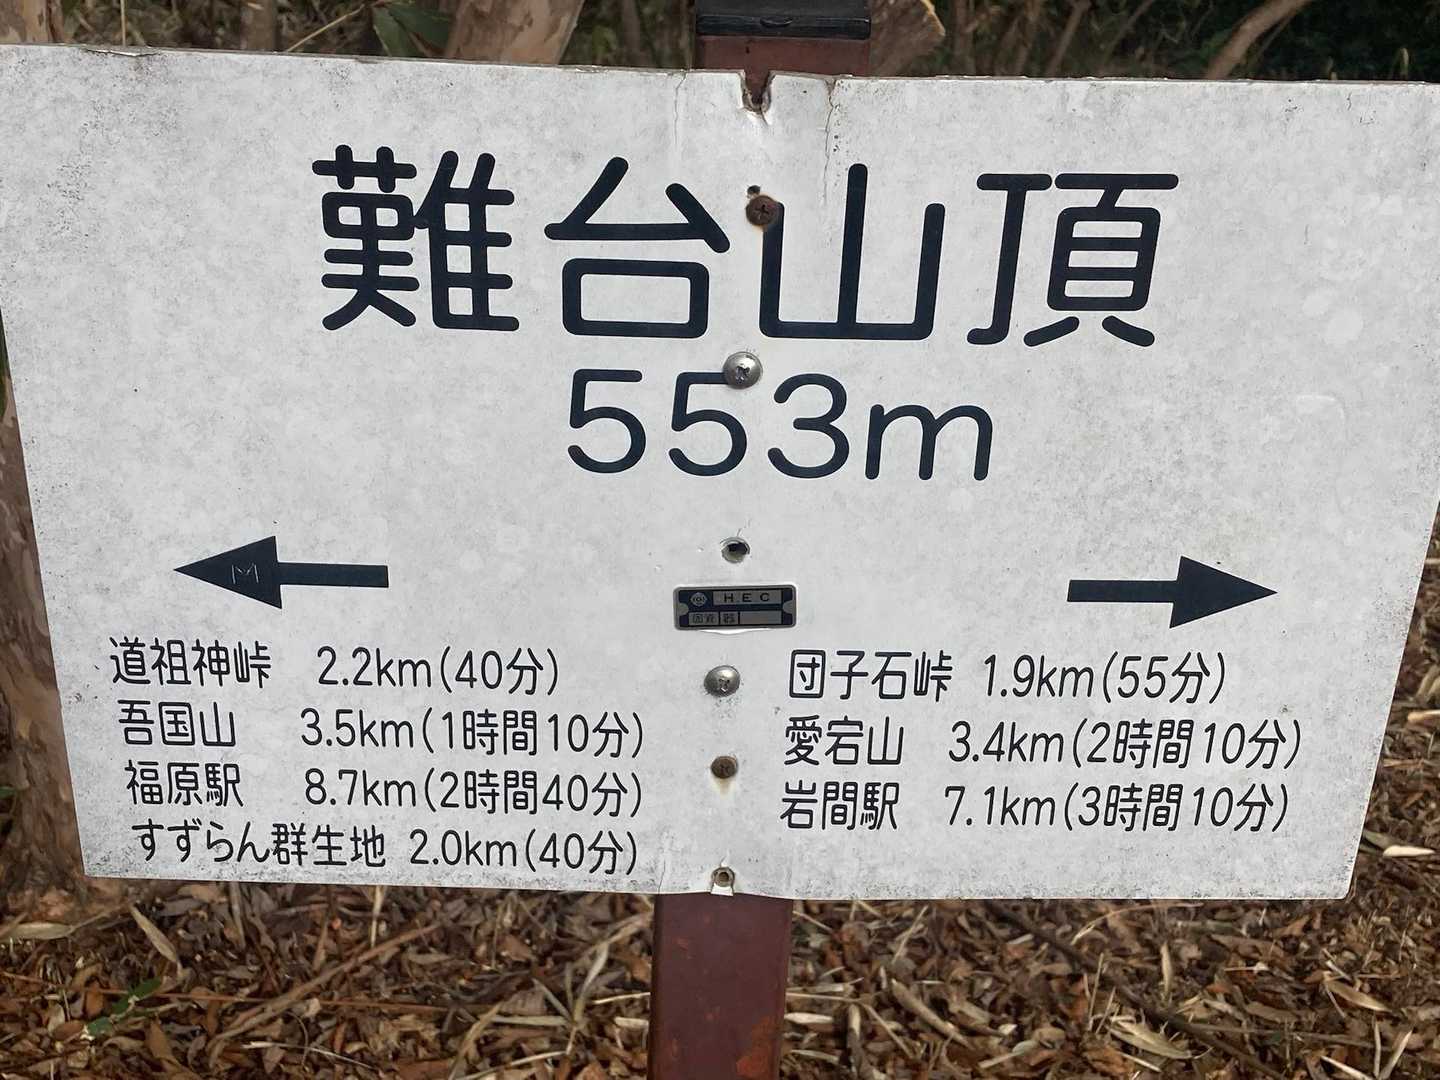 難台山頂
553m
H.E.C
道祖神峠 2.2km(40分)
吾国山 3.5km(1時間10分)
福原駅 8.7km(2時間40分)
すずらん群生地 2.0km(40分)
団子石峠 1.9km(55分)
愛宕山 3.4km(2時間10分)
岩間駅 7.1km(3時間10分)